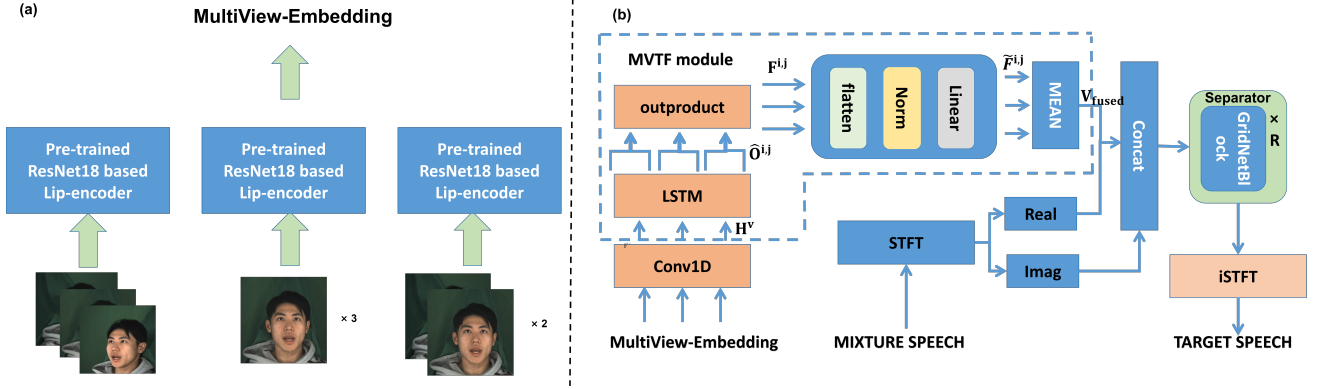 (a)
MultiView-Embedding
Pre-trained
ResNet18 based
Lip-encoder
Pre-trained
ResNet18 based
Lip-encoder
Pre-trained
ResNet18 based
Lip-encoder
× 3
× 2
(b)
MVTF module
outproduct
F^{i,j}
flatten
Norm
Linear
F̃^{i,j}
MEAN
V_{fused}
Concat
Separator
GridNetBl
ock
×
R
Ô^{i,j}
LSTM
H^{v}
Conv1D
MultiView-Embedding
STFT
Real
Imag
MIXTURE SPEECH
iSTFT
TARGET SPEECH